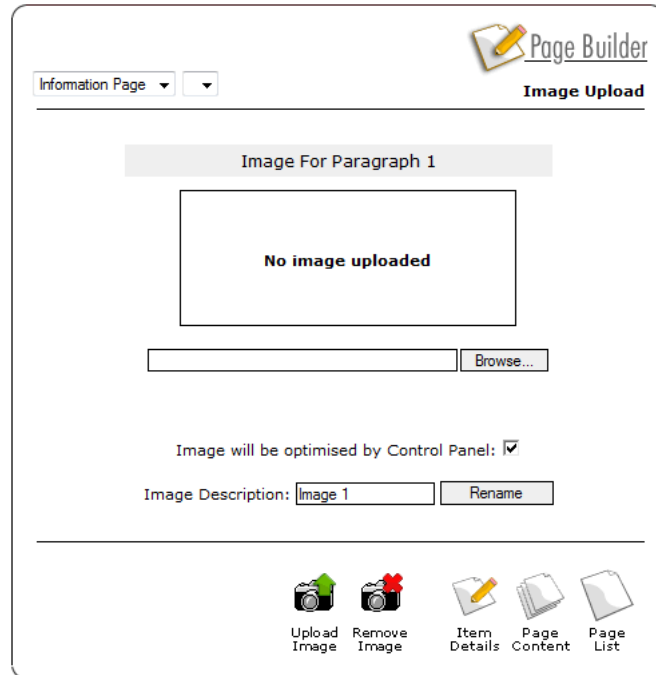 Page Builder
Information Page
Image Upload
Image For Paragraph 1
No image uploaded
Browse...
Image will be optimised by Control Panel:
Image Description: Image 1 Rename
Upload Image
Remove Image
Item Details
Page Content
Page List